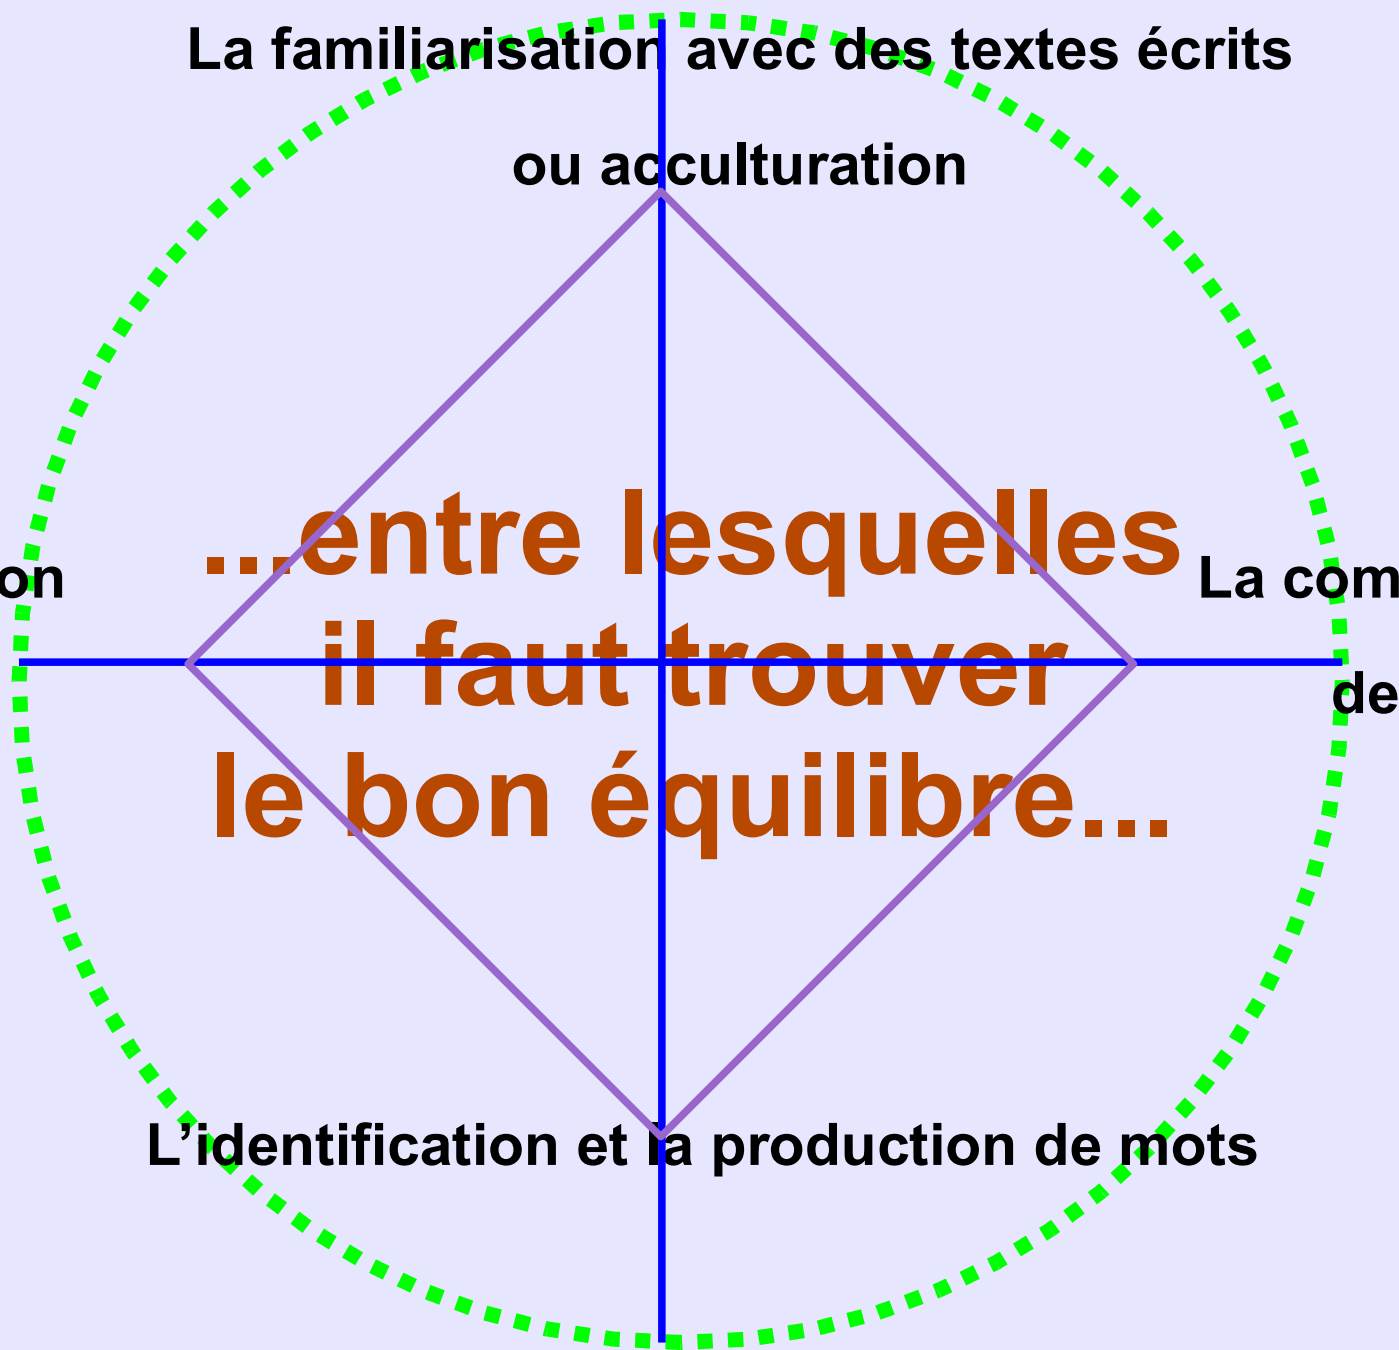 La familiarisation avec des textes écrits
ou acculturation
...entre lesquelles
on
La com
il faut trouver
de
le bon équilibre...
L’identification et la production de mots